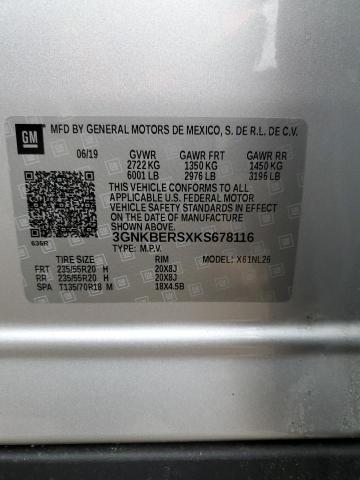 GM
MFD BY GENERAL MOTORS DE MEXICO, S. DE R.L. DE C.V.
06/19 GVWR GAWR FRT GAWR RR
2722 KG 1350 KG 1450 KG
6001 LB 2976 LB 3196 LB
THIS VEHICLE CONFORMS TO ALL
APPLICABLE U.S. FEDERAL MOTOR
VEHICLE SAFETY AND THEFT
PREVENTION STANDARDS IN EFFECT
ON THE DATE OF MANUFACTURE
SHOWN ABOVE.
3GNKBERSXKS678116
636R TYPE: M.P.V.
TIRE SIZE RIM MODEL: X61NL26
FRT 235/55R20 H 20X8J
RR 235/55R20 H 20X8J
SPA T135/70R18 M 18X4.5B